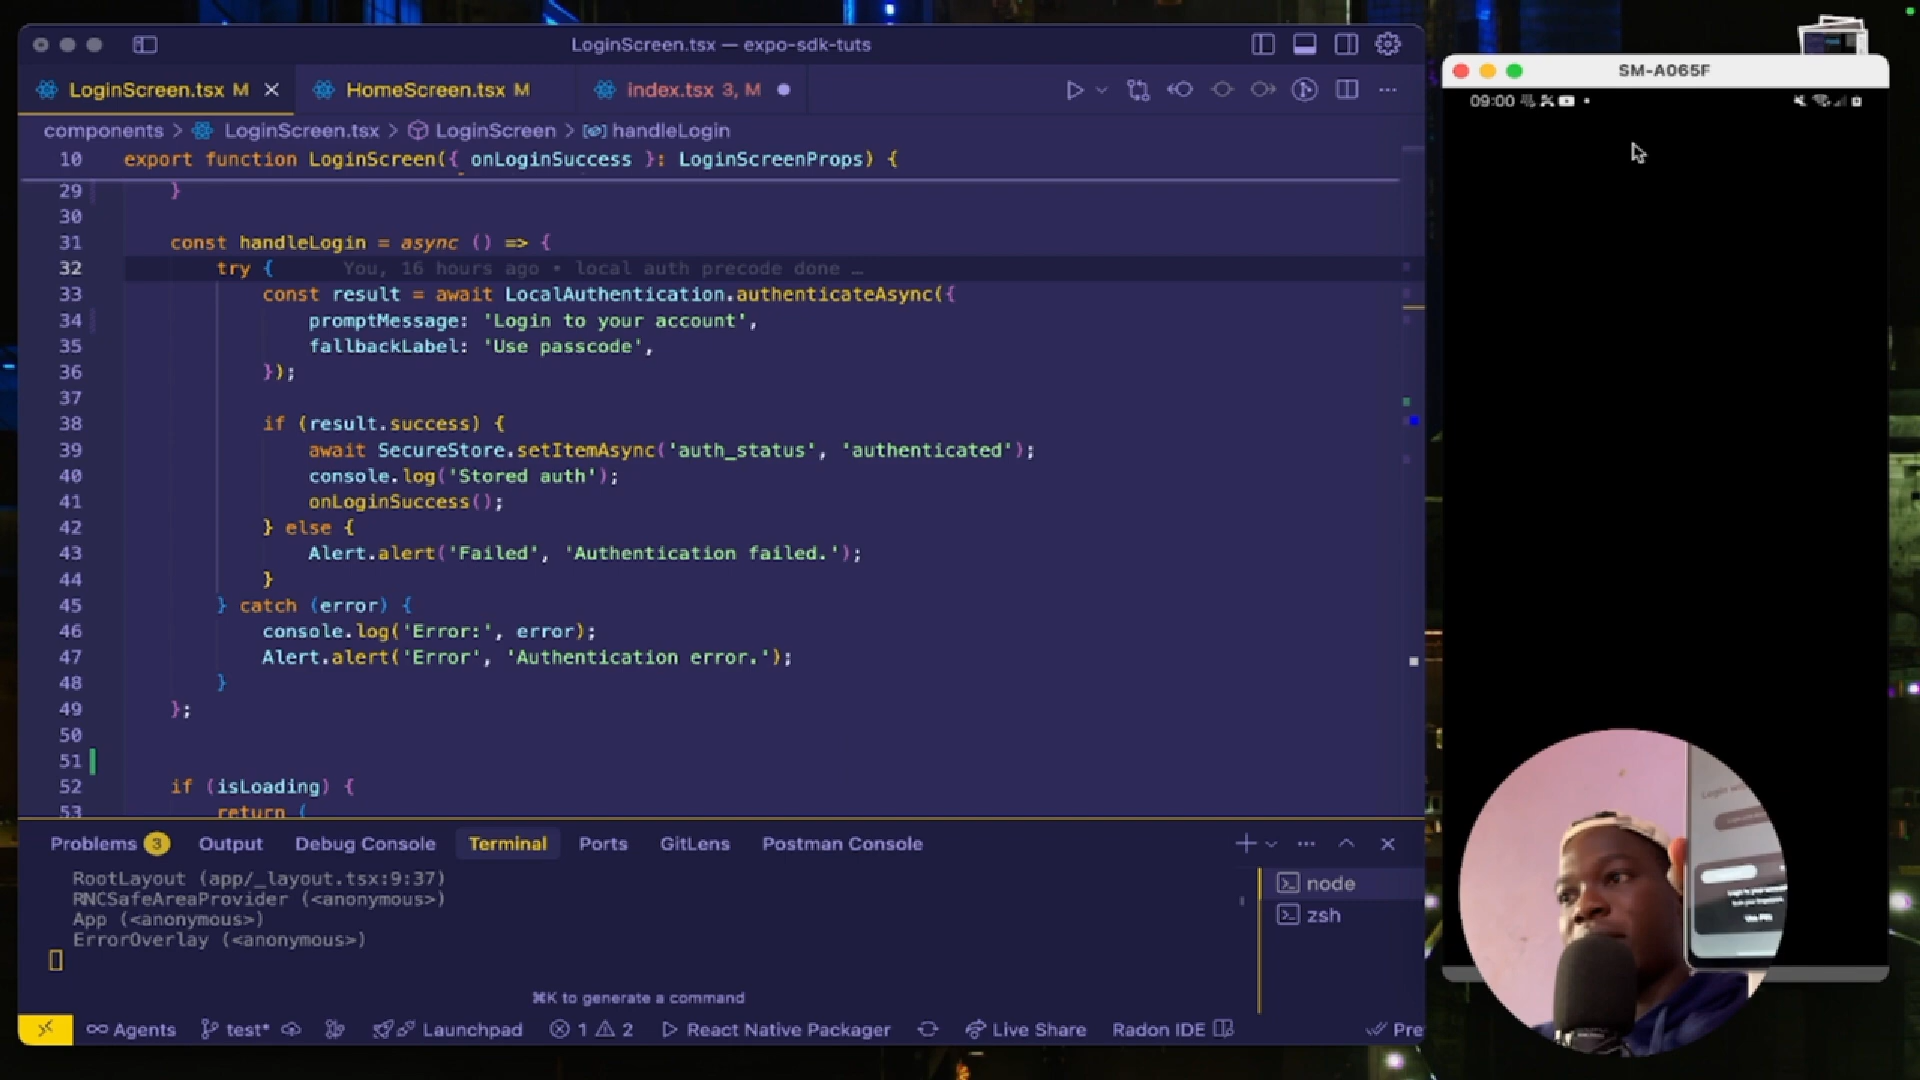 LoginScreen.tsx — expo-sdk-tuts
LoginScreen.tsx M
HomeScreen.tsx M
index.tsx 3, M
components > LoginScreen.tsx > LoginScreen > handleLogin
10 export function LoginScreen({ onLoginSuccess }: LoginScreenProps) {
29 }
30
31 const handleLogin = async () => {
32 try { You, 16 hours ago • local auth precode done …
33 const result = await LocalAuthentication.authenticateAsync({
34 promptMessage: 'Login to your account',
35 fallbackLabel: 'Use passcode',
36 });
37
38 if (result.success) {
39 await SecureStore.setItemAsync('auth_status', 'authenticated');
40 console.log('Stored auth');
41 onLoginSuccess();
42 } else {
43 Alert.alert('Failed', 'Authentication failed.');
44 }
45 } catch (error) {
46 console.log('Error:', error);
47 Alert.alert('Error', 'Authentication error.');
48 }
49 };
50
51
52 if (isLoading) {
53 return (
Problems 3 Output Debug Console Terminal Ports GitLens Postman Console
RootLayout (app/_layout.tsx:9:37)
RNCSafeAreaProvider (<anonymous>)
App (<anonymous>)
ErrorOverlay (<anonymous>)
⌘K to generate a command
node
zsh
Agents test* Launchpad 1 2 React Native Packager Live Share Radon IDE Pre
SM-A065F
09:00
Use PIN